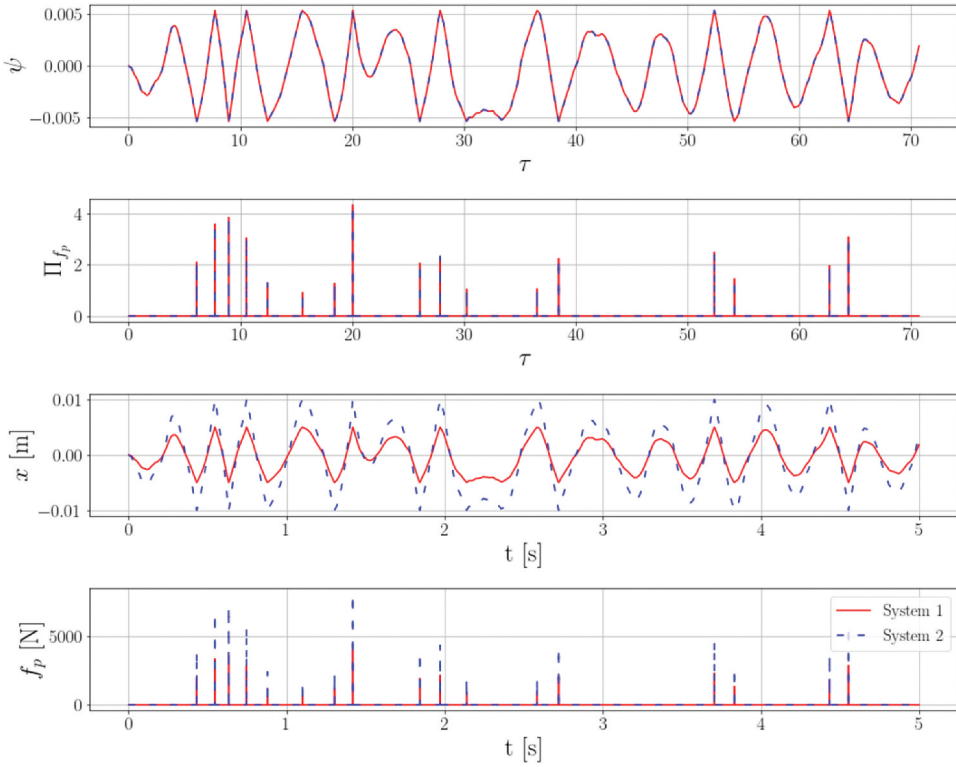 0.005
0.000
−0.005
ψ
0 10 20 30 40 50 60 70
τ
4
2
0
Π_{f_p}
0 10 20 30 40 50 60 70
τ
0.01
0.00
−0.01
x [m]
0 1 2 3 4 5
t [s]
5000
0
f_p [N]
System 1
System 2
0 1 2 3 4 5
t [s]